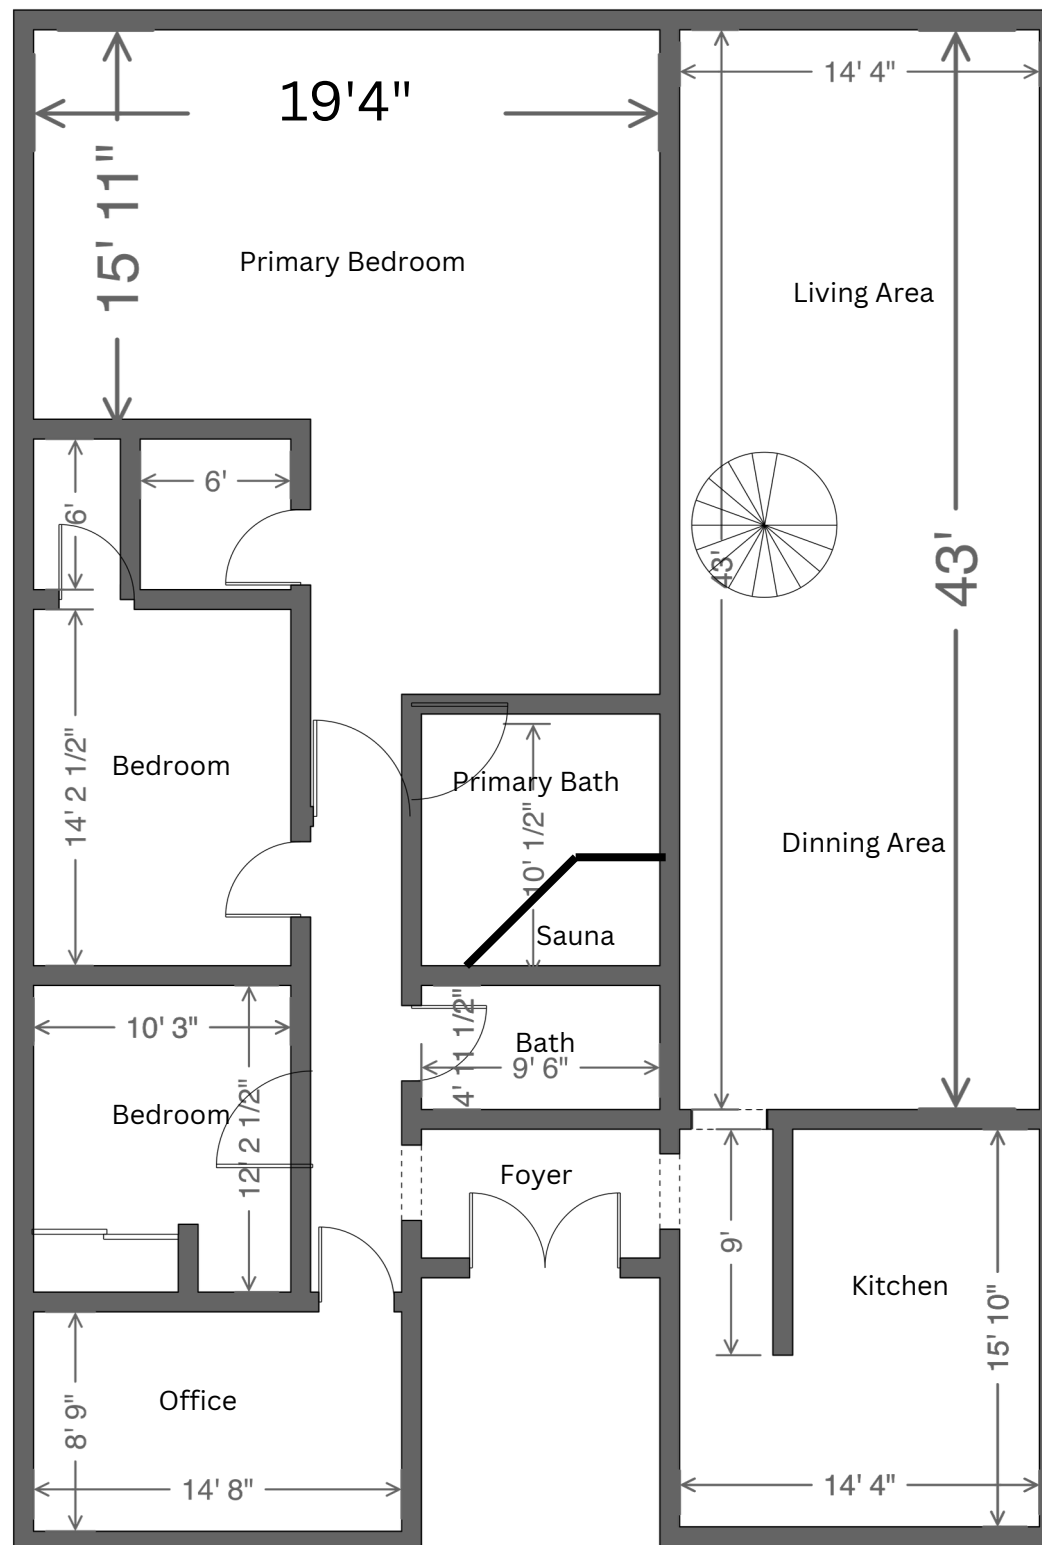 14' 4"
19'4"
15' 11"
Primary Bedroom
Living Area
6'
6'
43'
43'
14' 2 1/2"
Bedroom
Primary Bath
10' 1/2"
Dinning Area
Sauna
10' 3"
4' 11 1/2"
Bath
9' 6"
Bedroom
12' 2 1/2"
Foyer
9'
Kitchen
15' 10"
Office
8' 9"
14' 8"
14' 4"